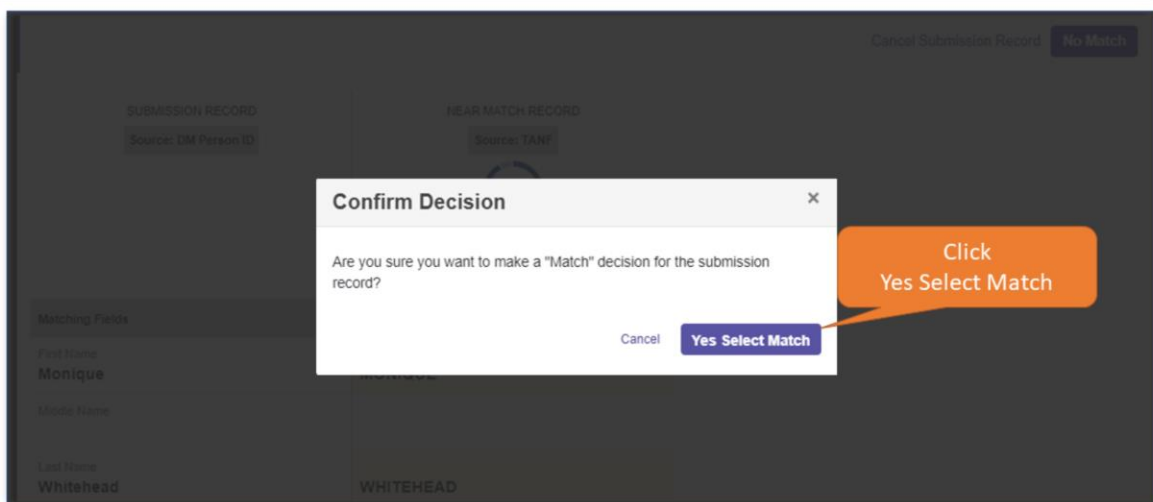 Cancel Submission Record No Match
SUBMISSION RECORD NEAR MATCH RECORD
Source: DM Person ID Source: TANF
Confirm Decision ×
Are you sure you want to make a "Match" decision for the submission
record?
Cancel Yes Select Match
Click
Yes Select Match
Matching Fields
First Name
Monique MONIQUE
Middle Name
Last Name
Whitehead WHITEHEAD